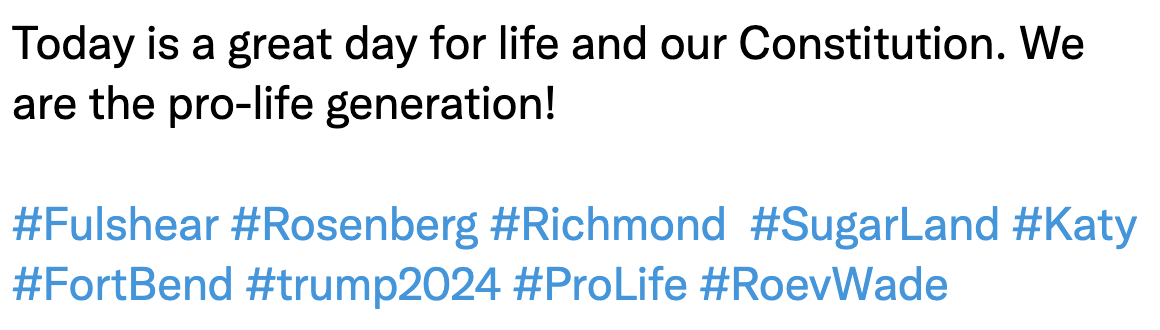 Today is a great day for life and our Constitution. We
are the pro-life generation!
#Fulshear #Rosenberg #Richmond #SugarLand #Katy
#FortBend #trump2024 #ProLife #RoevWade